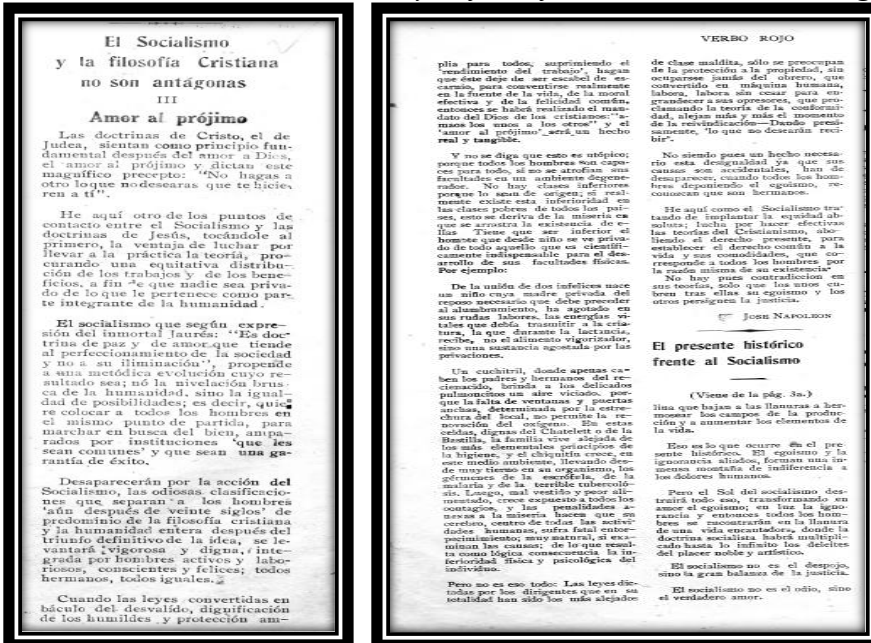 El Socialismo
y la filosofía Cristiana
no son antágonas
III
Amor al prójimo
Las doctrinas de Cristo, el de
Judea, sientan como principio fun-
damental después del amor a Dios,
el amor al prójimo y dictan este
magnífico precepto: "No hagas a
otro lo que no desearas que te hicie-
ren a tí".
He aquí otro de los puntos de
contacto entre el Socialismo y las
doctrinas de Jesús, tocándole al
primero, la ventaja de luchar por
llevar a la práctica la teoría, pro-
curando una equitativa distribu-
ción de los trabajos y de los bene-
ficios, a fin de que nadie sea priva-
do de lo que le pertenece como par-
te integrante de la humanidad.
El socialismo que según expre-
sión del inmortal Jaurés: "Es doc-
trina de paz y de amor que tiende
al perfeccionamiento de la sociedad
y no a su iliminación", propende
a una metódica evolución cuyo re-
sultado sea; nó la nivelación brus-
ca de la humanidad, sino la igual-
dad de posibilidades; es decir, quie
re colocar a todos los hombres en
el mismo punto de partida, para
marchar en busca del bien, ampa-
rados por instituciones 'que les
sean comunes' y que sean una ga-
rantía de éxito.
Desaparecerán por la acción del
Socialismo, las odiosas clasificacio-
nes que separan a los hombres
'aún después de veinte siglos' de
predominio de la filosofía cristiana
y la humanidad entera después del
triunfo definitivo de la idea, se le-
vantará vigorosa y digna, inte-
grada por hombres activos y labo-
riosos, conscientes y felices; todos
hermanos, todos iguales.
Cuando las leyes convertidas en
báculo del desvalido, dignificación
de los humildes y protección am-
VERBO ROJO
plia para todos, suprimiendo el
'rendimiento del trabajo', hagan
que éste deje de ser escabel de es-
carnio, para convertirse realmente
en la fuente de la vida, de la moral
efectiva y de la felicidad común,
entonces se habrá realizado el man-
dato del Dios de los cristianos: "a-
maos los unos a los otros" y el
'amor al prójimo' será un hecho
real y tangible.
Y no se diga que esto es utópico;
porque todos los hombres son capa-
ces para todo, si no se atrofian sus
facultades en un ambiente degene-
rador. No hay clases inferiores
porque lo sean de origen; si real-
mente existe esta inferioridad en
las clases pobres de todos los paí-
ses, esto se deriva de la miseria en
que se arrastra la existencia de e-
llas Tiene que ser inferior el
hombre que desde niño se ve priva-
do de todo aquello que es científi-
camente indispensable para el des-
arrollo de sus facultades físicas.
Por ejemplo:
De la unión de dos infelices nace
un niño cuya madre privada del
reposo necesario que debe preceder
al alumbramiento, ha agotado en
sus rudas labores, las energías vi-
tales que debía trasmitir a la cria-
tura, la que durante la lactancia,
recibe, no el alimento vigorizador,
sino una sustancia agostada por las
privaciones.
Un cuchitril, donde apenas ca-
ben los padres y hermanos del re-
cienacido, brinda a los delicados
pulmoncitos un aire viciado, por-
que la falta de ventanas y puertas
anchas, determinada por la estre-
chura del local, no permite la re-
novación del oxígeno. En estas
celdas, dignas del Chatelett o de la
Bastilla, la familia vive alejada de
los más elementales principios de
la higiene, y el chiquitín crece, en
este medio ambiente, llevando des-
de muy tierno en su organismo, los
gérmenes de la escrófula, de la
malaria y de la terrible tuberculó-
sis. Luego, mal vestido y peor ali-
mentado, crece expuesto a todos los
contagios, y las penalidades a-
nexas a la miseria hacen que su
cerebro, centro de todas las activi-
dades humanas, sufra fatal entor-
pecimiento; muy natural, si exa-
minan las causas; de lo que resul-
ta como lógica consecuencia la in-
ferioridad física y psicológica del
individuo.
Pero no es eso todo: Las leyes dic-
tadas por los dirigentes que en su
totalidad han sido los más alejados
de clase maldita, sólo se preocupan
de la protección a la propiedad, sin
ocuparse jamás del obrero, que
convertido en máquina humana,
labora, labora sin cesar para en-
grandecer a sus opresores, que pro-
clamando la teoría de la conformi-
dad, alejan más y más el momento
de la reivindicación—Dando preci-
samente, 'lo que no desearán reci-
bir'.
No siendo pues un hecho necesa-
rio esta desigualdad ya que sus
causas son accidentales, han de
desaparecer, cuando todos los hom-
bres deponiendo el egoísmo, re-
conozcan que son hermanos.
He aquí como el Socialismo tra-
tando de implantar la equidad ab-
soluta; lucha por hacer efectivas
las teorías del Cristianismo, abo-
liendo el derecho presente, para
establecer el derecho común a la
vida y sus comodidades, que co-
rresponde a todos los hombres por
la razón misma de su existencia.
No hay pues contradiccion en
sus teorías, solo que los unos cu-
bren tras ellas su egoismo y los
otros persiguen la justicia.
JOSE NAPOLEON
El presente histórico
frente al Socialismo
(Viene de la pág. 3a.)
lina que bajan a las llanuras a her-
mosear los campos de la produc-
ción y a aumentar los elementos de
la vida.
Eso es lo que ocurre en el pre-
sente histórico. El egoísmo y la
ignorancia aliados, forman una in-
mensa montaña de indiferencia a
los dolores humanos.
Pero el Sol del socialismo des-
truirá todo eso, transformando en
amor el egoísmo; en luz la igno-
rancia y entonces todos los hom-
bres se encontrarán en la llanura
de una vida encantadora, donde la
doctrina socialista habrá multipli-
cado hasta lo infinito los deleites
del placer noble y artístico.
El socialismo no es el despojo,
sino la gran balanza de la justicia.
El socialismo no es el odio, sino
el verdadero amor.